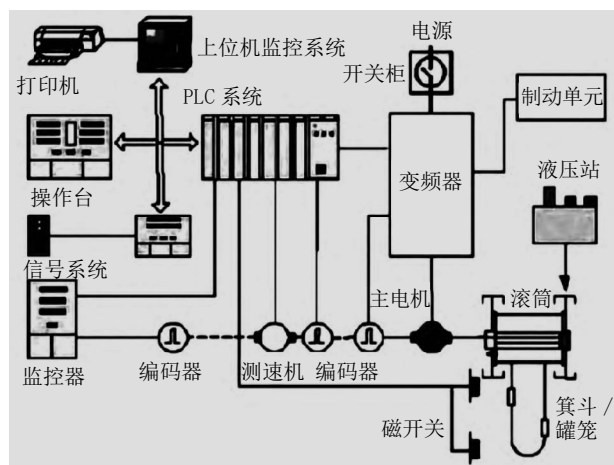 电源
上位机监控系统
开关柜
打印机
PLC 系统
制动单元
变频器
液压站
操作台
信号系统
主电机
滚筒
监控器
编码器
测速机
编码器
磁开关
箕斗 /
罐笼